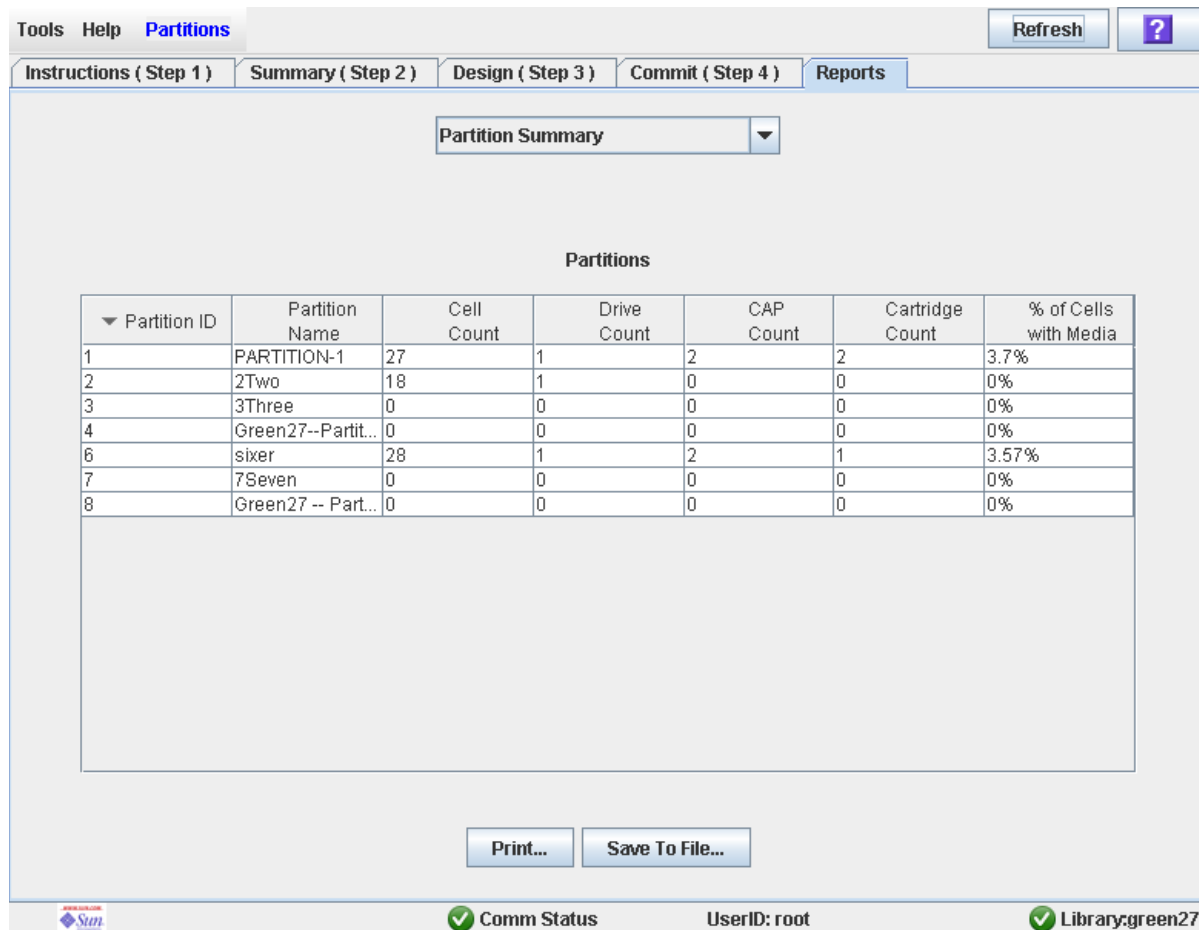 Tools Help Partitions Refresh ?
Instructions ( Step 1 ) Summary ( Step 2 ) Design ( Step 3 ) Commit ( Step 4 ) Reports
Partition Summary
Partitions
Partition ID Partition Name Cell Count Drive Count CAP Count Cartridge Count % of Cells with Media
1 PARTITION-1 27 1 2 2 3.7%
2 2Two 18 1 0 0 0%
3 3Three 0 0 0 0 0%
4 Green27--Partit... 0 0 0 0 0%
6 sixer 28 1 2 1 3.57%
7 7Seven 0 0 0 0 0%
8 Green27 -- Part... 0 0 0 0 0%
Print... Save To File...
Sun Comm Status UserID: root Library:green27